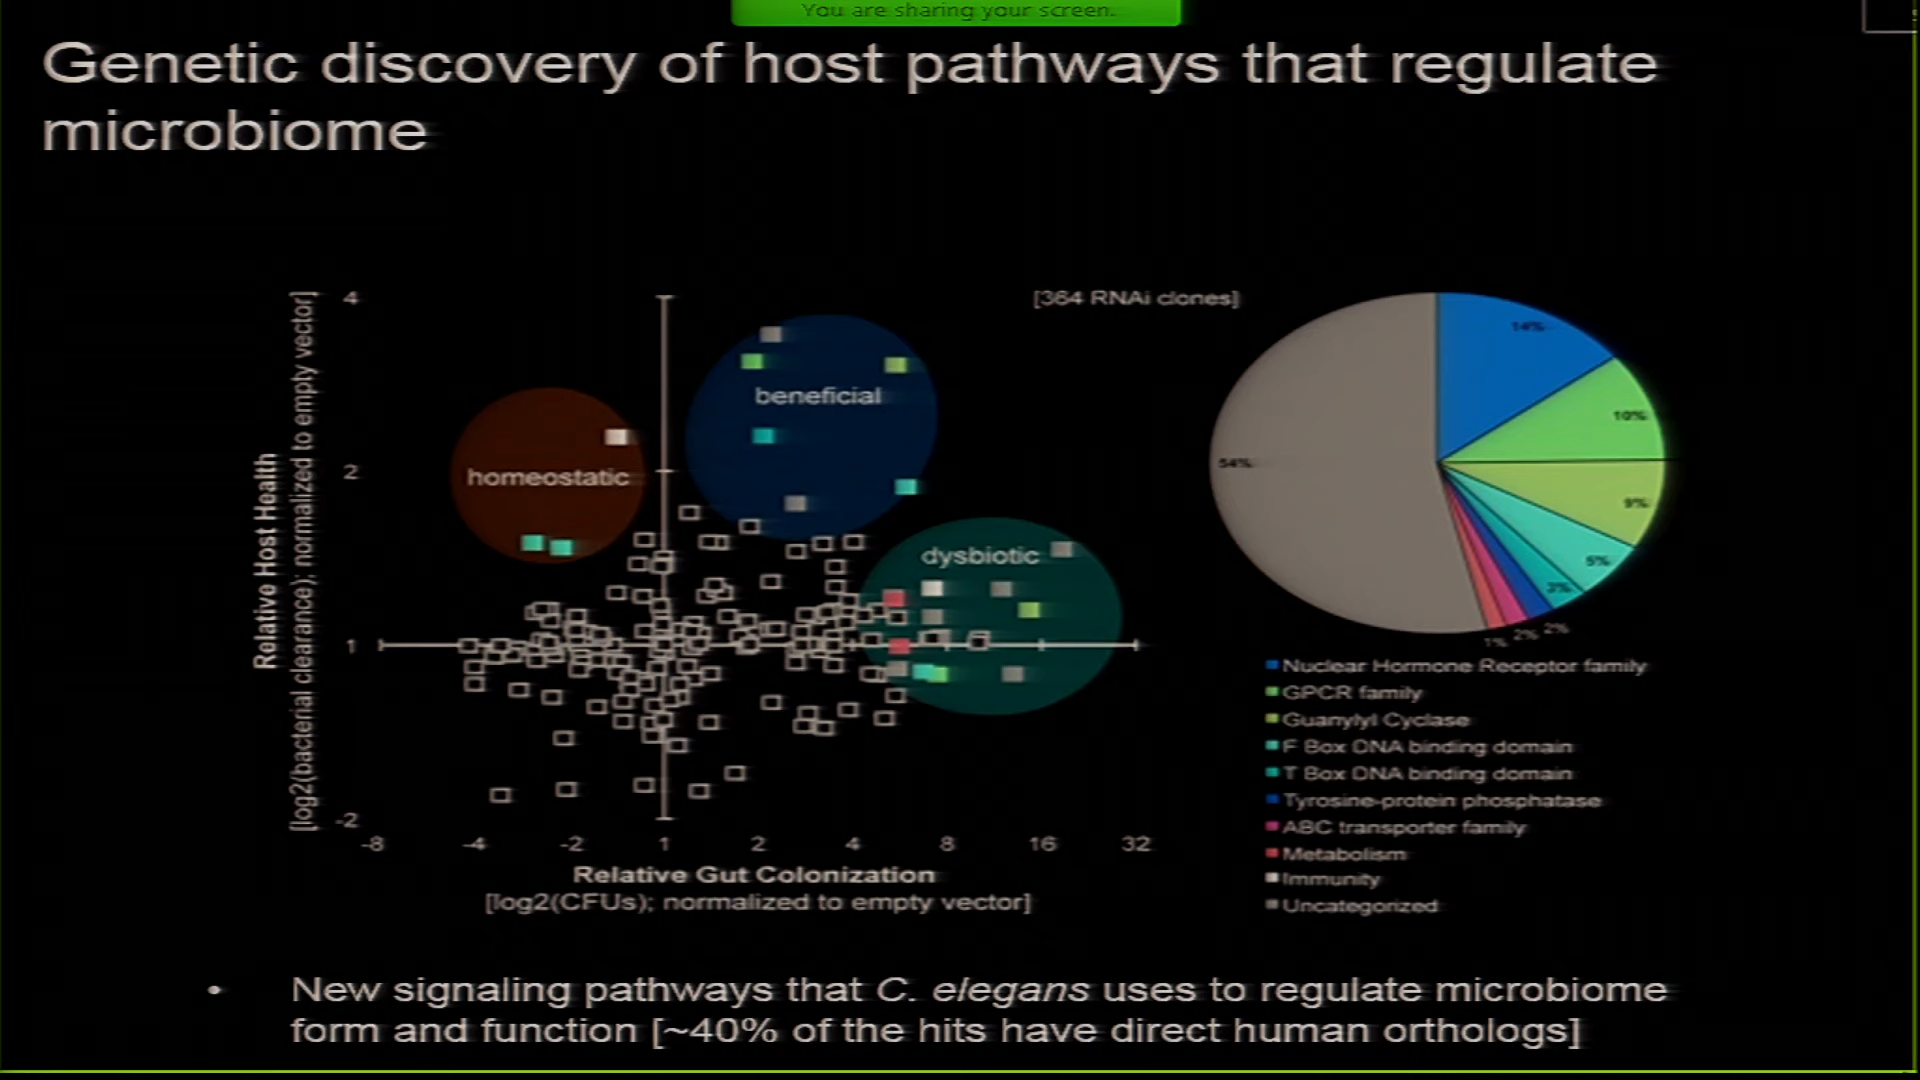 You are sharing your screen.
Genetic discovery of host pathways that regulate
microbiome
Relative Host Health
[log2(bacterial clearance); normalized to empty vector]
4
2
1
-2
homeostatic
beneficial
dysbiotic
-8 -4 -2 1 2 4 8 16 32
Relative Gut Colonization
[log2(CFUs); normalized to empty vector]
[364 RNAi clones]
14%
10%
9%
5%
3%
2%
2%
1%
54%
Nuclear Hormone Receptor family
GPCR family
Guanylyl Cyclase
F Box DNA binding domain
T Box DNA binding domain
Tyrosine-protein phosphatase
ABC transporter family
Metabolism
Immunity
Uncategorized
• New signaling pathways that C. elegans uses to regulate microbiome
form and function [~40% of the hits have direct human orthologs]